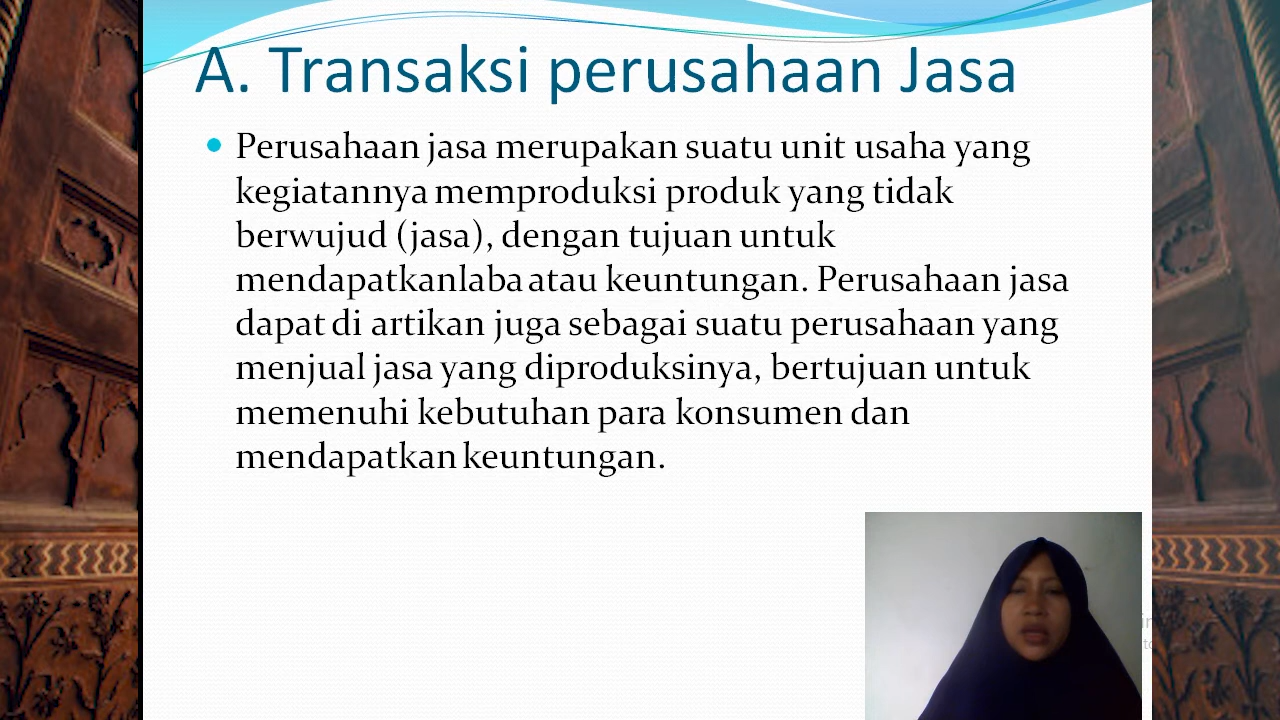 A. Transaksi perusahaan Jasa
Perusahaan jasa merupakan suatu unit usaha yang
kegiatannya memproduksi produk yang tidak
berwujud (jasa), dengan tujuan untuk
mendapatkanlaba atau keuntungan. Perusahaan jasa
dapat di artikan juga sebagai suatu perusahaan yang
menjual jasa yang diproduksinya, bertujuan untuk
memenuhi kebutuhan para konsumen dan
mendapatkan keuntungan.